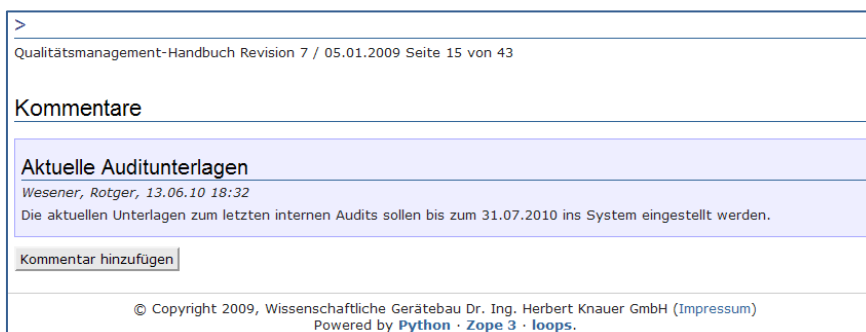 >
Qualitätsmanagement-Handbuch Revision 7 / 05.01.2009 Seite 15 von 43
Kommentare
Aktuelle Auditunterlagen
Wesener, Rotger, 13.06.10 18:32
Die aktuellen Unterlagen zum letzten internen Audits sollen bis zum 31.07.2010 ins System eingestellt werden.
Kommentar hinzufügen
© Copyright 2009, Wissenschaftliche Gerätebau Dr. Ing. Herbert Knauer GmbH (Impressum)
Powered by Python · Zope 3 · loops.